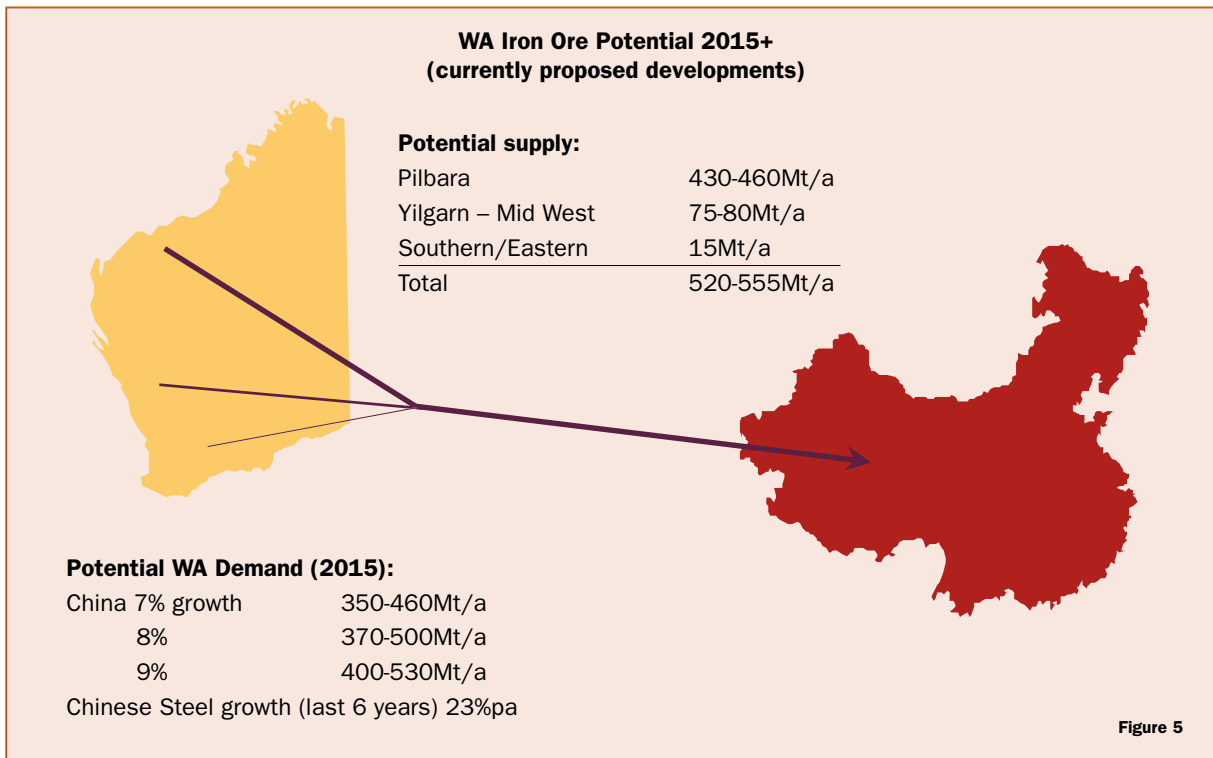 WA Iron Ore Potential 2015+
(currently proposed developments)
Potential supply:
Pilbara 430-460Mt/a
Yilgarn – Mid West 75-80Mt/a
Southern/Eastern 15Mt/a
Total 520-555Mt/a
Potential WA Demand (2015):
China 7% growth 350-460Mt/a
8% 370-500Mt/a
9% 400-530Mt/a
Chinese Steel growth (last 6 years) 23%pa
Figure 5